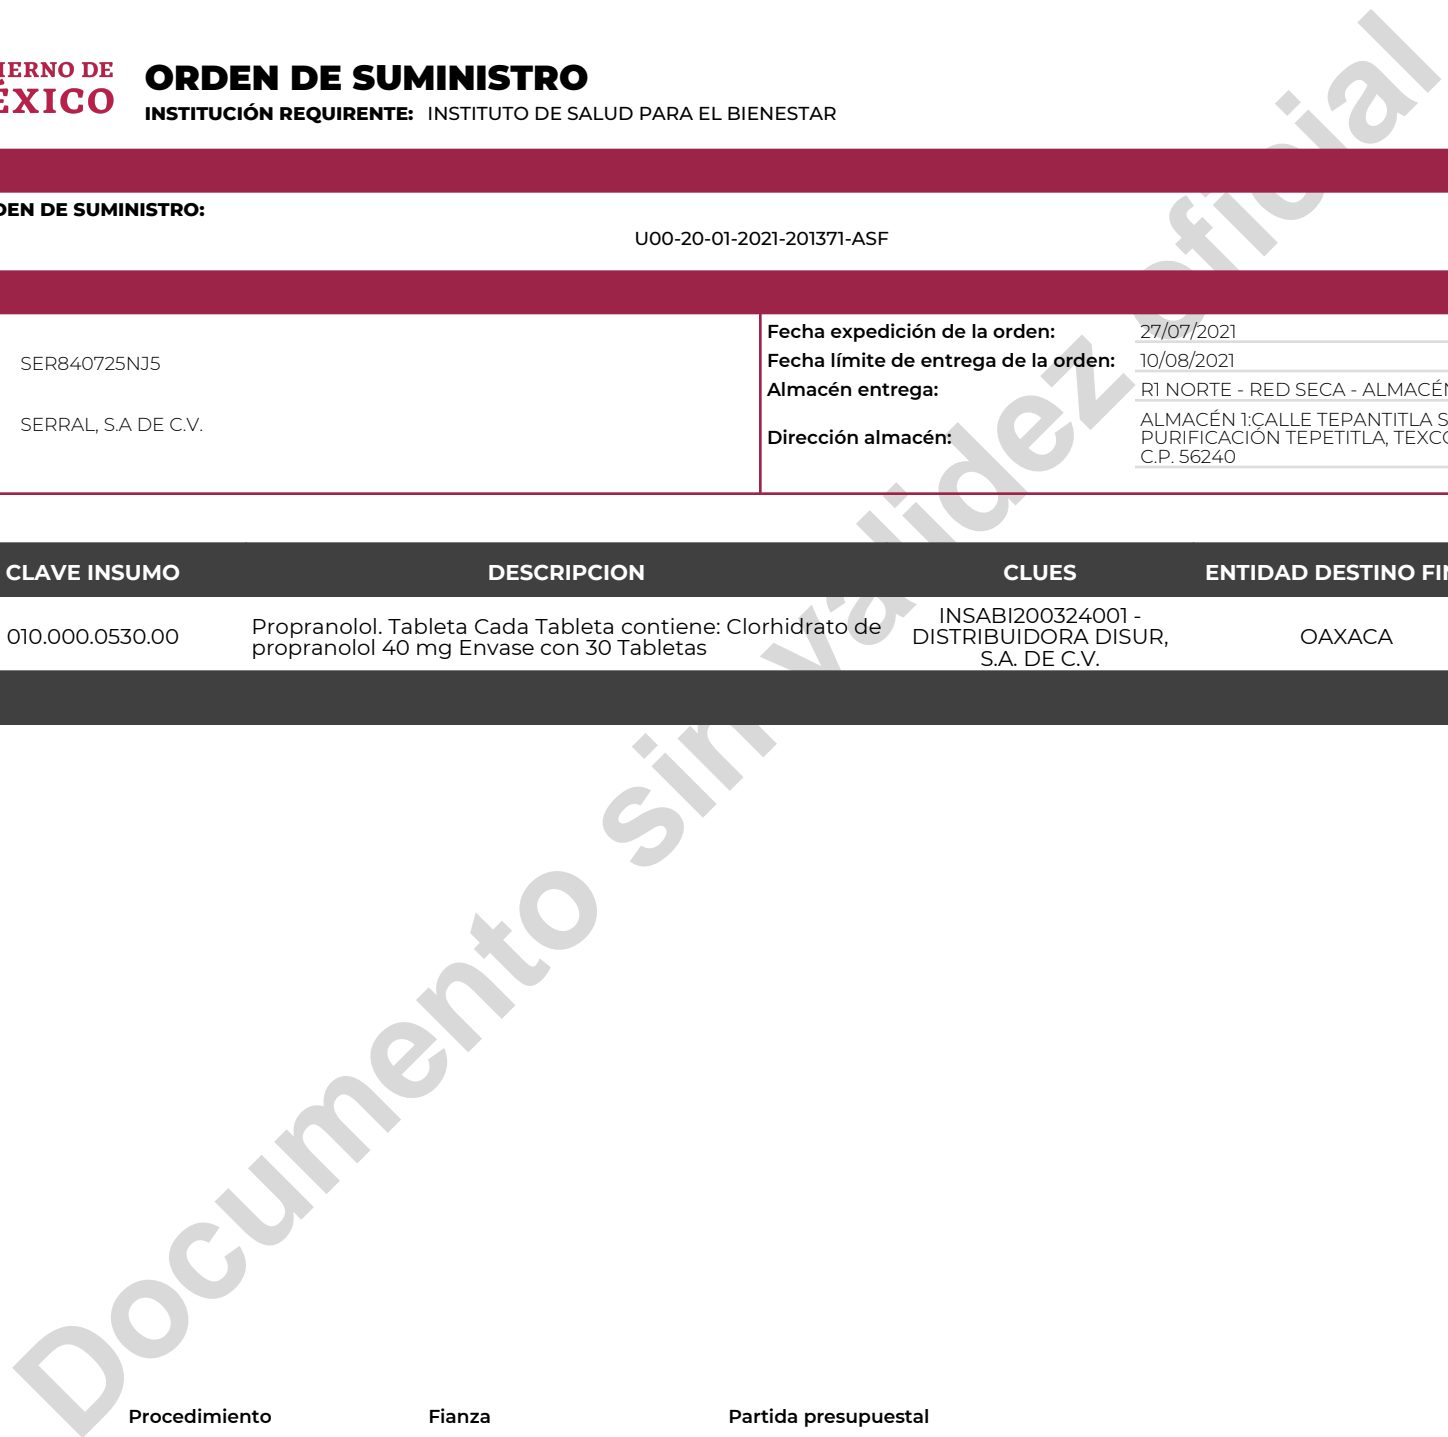 IERNO DE
ÉXICO
ORDEN DE SUMINISTRO
INSTITUCIÓN REQUIRENTE: INSTITUTO DE SALUD PARA EL BIENESTAR
DEN DE SUMINISTRO:
U00-20-01-2021-201371-ASF
SER840725NJ5
SERRAL, S.A DE C.V.
Fecha expedición de la orden: 27/07/2021
Fecha límite de entrega de la orden: 10/08/2021
Almacén entrega: R1 NORTE - RED SECA - ALMACÉN
Dirección almacén: ALMACÉN 1:CALLE TEPANTITLA S
PURIFICACIÓN TEPETITLA, TEXCO
C.P. 56240
CLAVE INSUMO DESCRIPCION CLUES ENTIDAD DESTINO FIN
010.000.0530.00
Propranolol. Tableta Cada Tableta contiene: Clorhidrato de
propranolol 40 mg Envase con 30 Tabletas
INSABI200324001 -
DISTRIBUIDORA DISUR,
S.A. DE C.V.
OAXACA
Documento sin validez oficial
Procedimiento Fianza Partida presupuestal